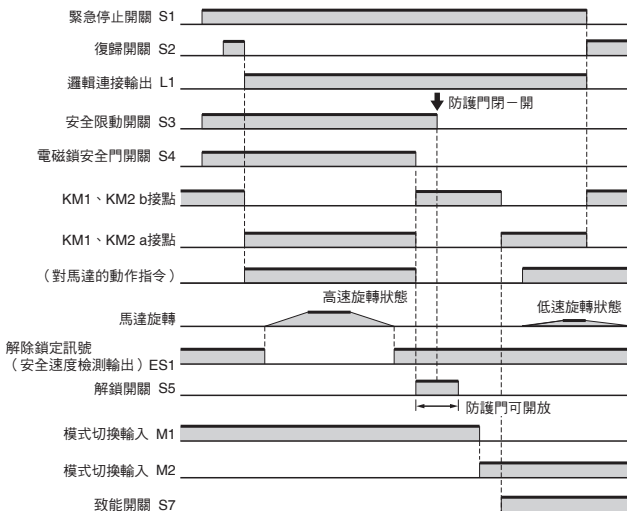 緊急停止開關 S1
復歸開關 S2
邏輯連接輸出 L1
防護門閉－開
安全限動開關 S3
電磁鎖安全門開關 S4
KM1、KM2 b接點
KM1、KM2 a接點
（對馬達的動作指令）
高速旋轉狀態
低速旋轉狀態
馬達旋轉
解除鎖定訊號
（安全速度檢測輸出）ES1
解鎖開關 S5
防護門可開放
模式切換輸入 M1
模式切換輸入 M2
致能開關 S7